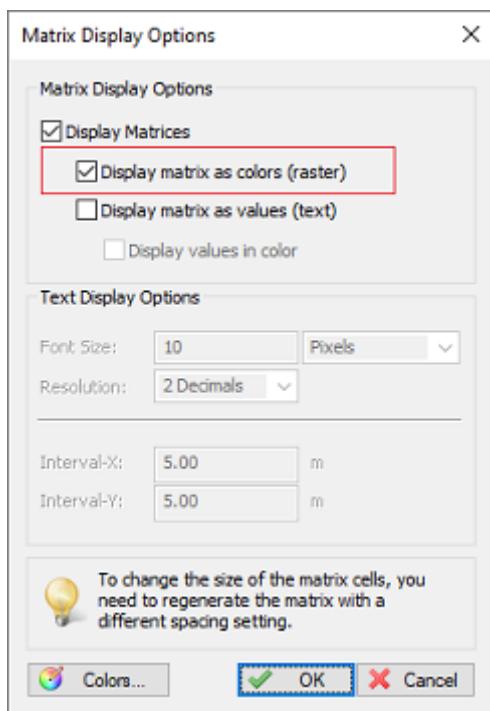 Matrix Display Options
Matrix Display Options
Display Matrices
Display matrix as colors (raster)
Display matrix as values (text)
Display values in color
Text Display Options
Font Size: 10 Pixels
Resolution: 2 Decimals
Interval-X: 5.00 m
Interval-Y: 5.00 m
To change the size of the matrix cells, you
need to regenerate the matrix with a
different spacing setting.
Colors... OK Cancel